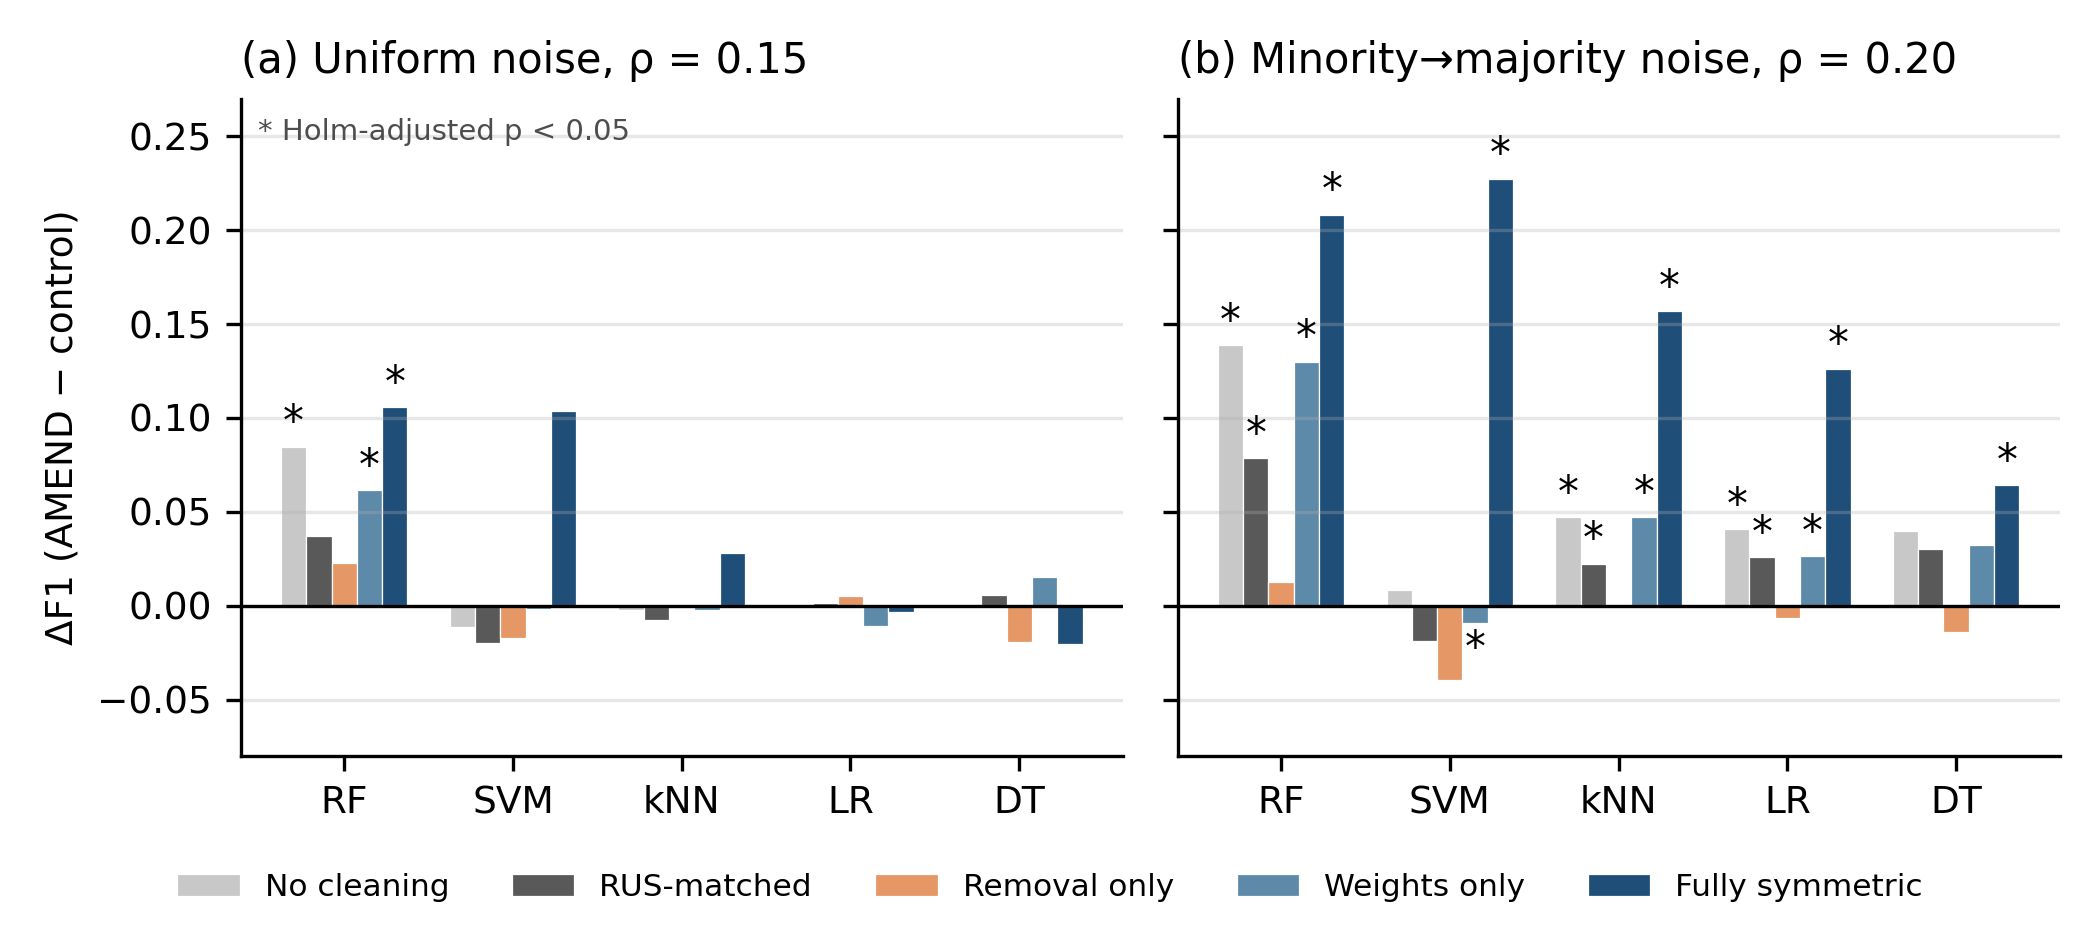 (a) Uniform noise, ρ = 0.15
(b) Minority→majority noise, ρ = 0.20
* Holm-adjusted p < 0.05
ΔF1 (AMEND − control)
0.25
0.20
0.15
0.10
0.05
0.00
−0.05
* * *
* * * * * * * * * * * * * * *
RF SVM kNN LR DT
RF SVM kNN LR DT
No cleaning RUS-matched Removal only Weights only Fully symmetric